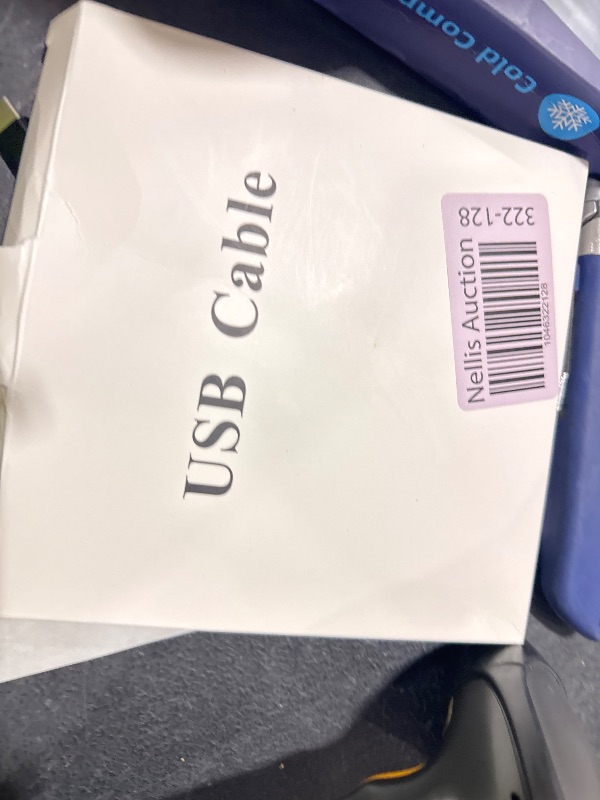 Cold Comp
USB Cable
Nellis Auction
1046322128
322-128